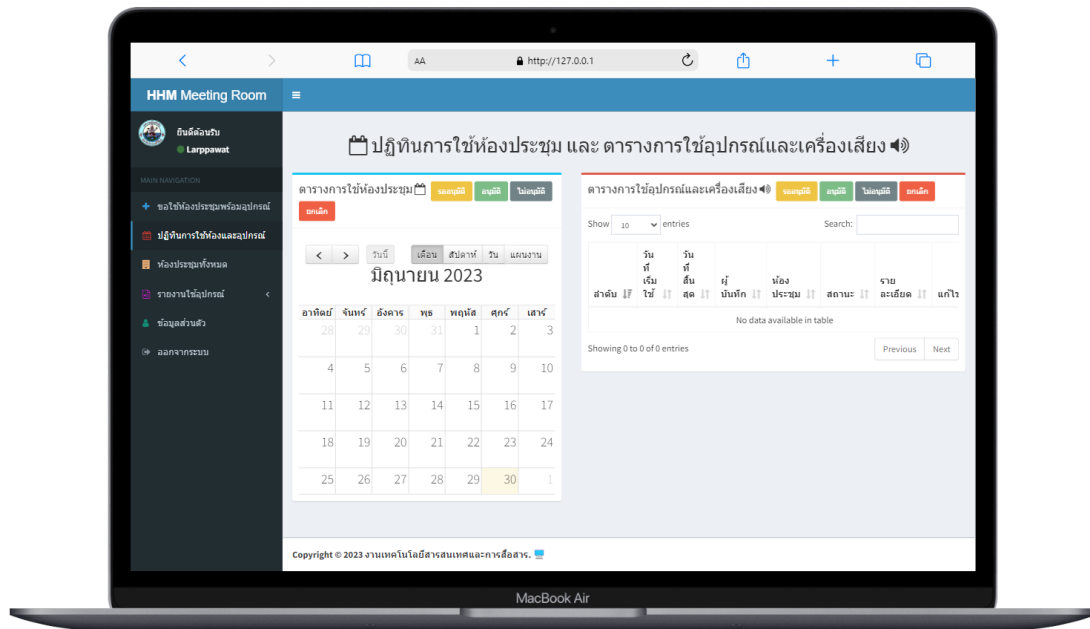 AA http://127.0.0.1
HHM Meeting Room
ยินดีต้อนรับ
Larppawat
MAIN NAVIGATION
ขอใช้ห้องประชุมพร้อมอุปกรณ์
ปฏิทินการใช้ห้องและอุปกรณ์
ห้องประชุมทั้งหมด
รายงานใช้อุปกรณ์
ข้อมูลส่วนตัว
ออกจากระบบ
ปฏิทินการใช้ห้องประชุม และ ตารางการใช้อุปกรณ์และเครื่องเสียง
ตารางการใช้ห้องประชุม รออนุมัติ อนุมัติ ไม่อนุมัติ
ยกเลิก
< > วันนี้ เดือน สัปดาห์ วัน แผนงาน
มิถุนายน 2023
อาทิตย์ จันทร์ อังคาร พุธ พฤหัส ศุกร์ เสาร์
28 29 30 31 1 2 3
4 5 6 7 8 9 10
11 12 13 14 15 16 17
18 19 20 21 22 23 24
25 26 27 28 29 30 1
ตารางการใช้อุปกรณ์และเครื่องเสียง รออนุมัติ อนุมัติ ไม่อนุมัติ ยกเลิก
Show 10 entries Search:
วัน วัน
ที่ ที่
เริ่ม สิ้น ผู้ ห้อง ราย
ลำดับ ใช้ สุด บันทึก ประชุม สถานะ ละเอียด แก้ไข
No data available in table
Showing 0 to 0 of 0 entries Previous Next
Copyright © 2023 งานเทคโนโลยีสารสนเทศและการสื่อสาร.
MacBook Air